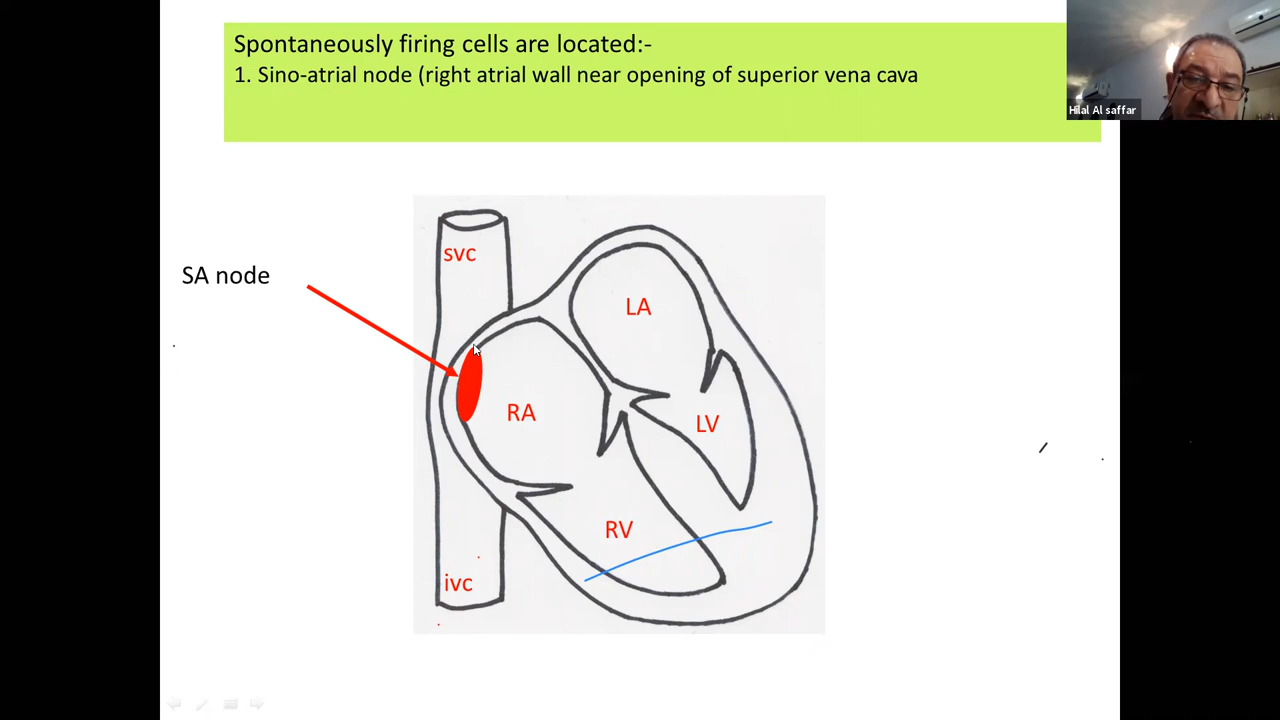 Spontaneously firing cells are located:-
1. Sino-atrial node (right atrial wall near opening of superior vena cava
Hilal Al saffar
svc
SA node
LA
RA
LV
RV
ivc